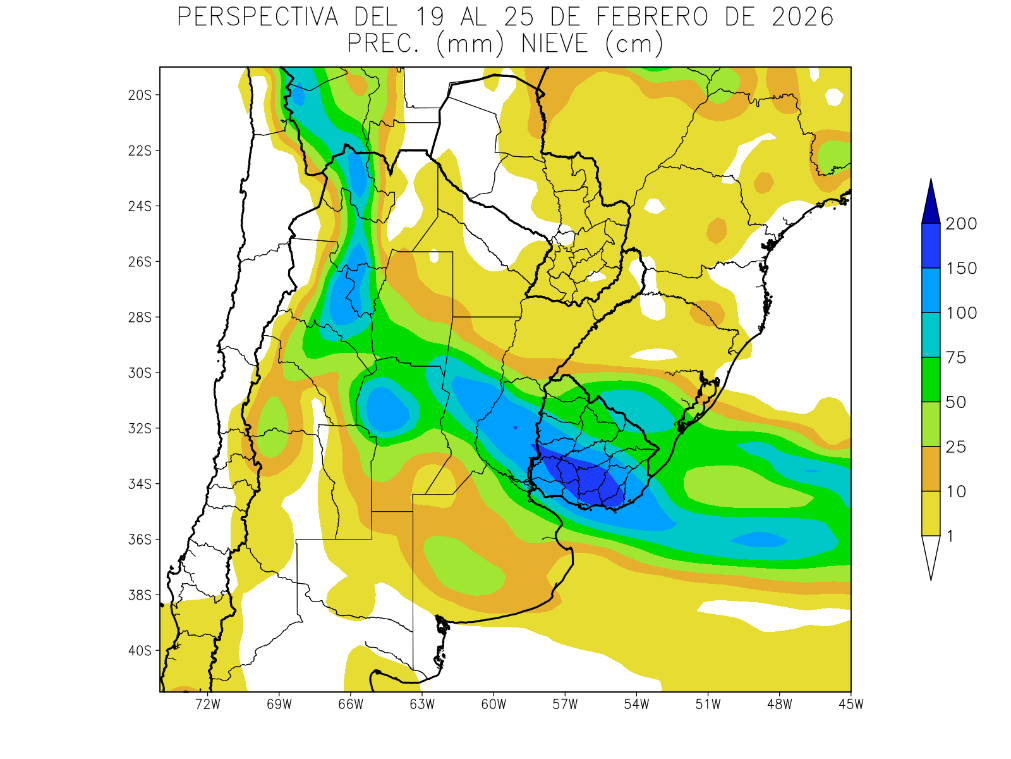 PERSPECTIVA DEL 19 AL 25 DE FEBRERO DE 2026
PREC. (mm) NIEVE (cm)
20S
22S
24S
26S
28S
30S
32S
34S
36S
38S
40S
72W 69W 66W 63W 60W 57W 54W 51W 48W 45W
200
150
100
75
50
25
10
1